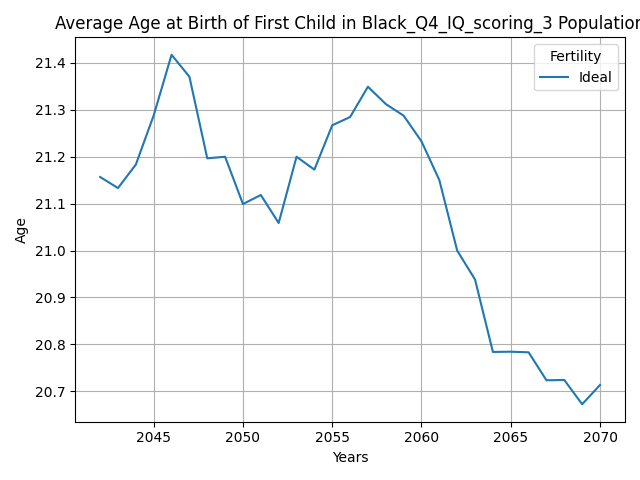 Average Age at Birth of First Child in Black_Q4_IQ_scoring_3 Population
Fertility
Ideal
21.4
21.3
21.2
21.1
21.0
20.9
20.8
20.7
Age
2045 2050 2055 2060 2065 2070
Years